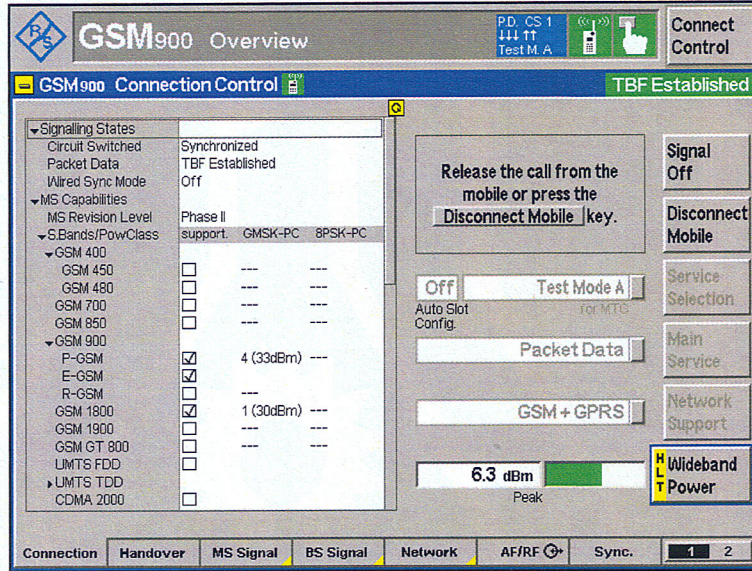 R&S
GSM900 Overview
P.D. CS 1
↓↓↓ ↑↑
Test M. A
Connect Control
GSM900 Connection Control
TBF Established
Q
Signalling States
Circuit Switched Synchronized
Packet Data TBF Established
Wired Sync Mode Off
MS Capabilities
MS Revision Level Phase II
S.Bands/PowClass support. GMSK-PC 8PSK-PC
GSM 400
GSM 450 --- ---
GSM 480 --- ---
GSM 700 --- ---
GSM 850 --- ---
GSM 900
P-GSM 4 (33dBm) ---
E-GSM
R-GSM ---
GSM 1800 1 (30dBm) ---
GSM 1900 --- ---
GSM GT 800 --- ---
UMTS FDD
UMTS TDD
CDMA 2000
Release the call from the
mobile or press the
Disconnect Mobile key.
Off Test Mode A
Auto Slot Config.
for MTC
Packet Data
GSM + GPRS
6.3 dBm
Peak
Signal Off
Disconnect Mobile
Service Selection
Main Service
Network Support
HLT
Wideband Power
Connection Handover MS Signal BS Signal Network AF/RF Sync. 1 2